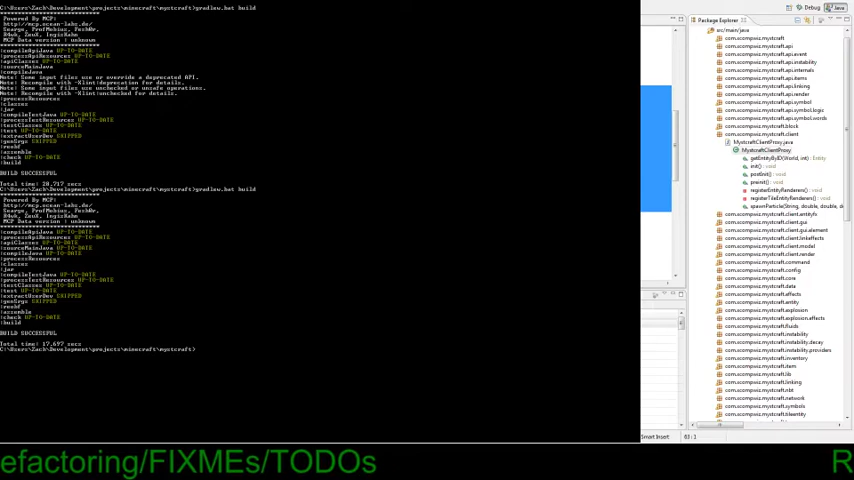 C:\Users\Zach\Development\projects\minecraft\mystcraft>gradlew.bat build
****************************
Powered By MCP:
http://mcp.ocean-labs.de/
Searge, ProfMobius, Fesh0r,
R4wk, ZeuX, IngisKahn
MCP Data version : unknown
****************************
:compileApiJava UP-TO-DATE
:processApiResources UP-TO-DATE
:apiClasses UP-TO-DATE
:sourceMainJava
:compileJava
Note: Some input files use or override a deprecated API.
Note: Recompile with -Xlint:deprecation for details.
Note: Some input files use unchecked or unsafe operations.
Note: Recompile with -Xlint:unchecked for details.
:processResources
:classes
:jar
:compileTestJava UP-TO-DATE
:processTestResources UP-TO-DATE
:testClasses UP-TO-DATE
:test UP-TO-DATE
:extractUserDev SKIPPED
:genSrgs SKIPPED
:reobf
:assemble
:check UP-TO-DATE
:build
BUILD SUCCESSFUL
Total time: 20.717 secs
C:\Users\Zach\Development\projects\minecraft\mystcraft>gradlew.bat build
****************************
Powered By MCP:
http://mcp.ocean-labs.de/
Searge, ProfMobius, Fesh0r,
R4wk, ZeuX, IngisKahn
MCP Data version : unknown
****************************
:compileApiJava UP-TO-DATE
:processApiResources UP-TO-DATE
:apiClasses UP-TO-DATE
:sourceMainJava UP-TO-DATE
:compileJava UP-TO-DATE
:processResources
:classes
:jar
:compileTestJava UP-TO-DATE
:processTestResources UP-TO-DATE
:testClasses UP-TO-DATE
:test UP-TO-DATE
:extractUserDev SKIPPED
:genSrgs SKIPPED
:reobf
:assemble
:check UP-TO-DATE
:build
BUILD SUCCESSFUL
Total time: 17.697 secs
C:\Users\Zach\Development\projects\minecraft\mystcraft>
Debug Java
Package Explorer
src/main/java
com.xcompwiz.mystcraft
com.xcompwiz.mystcraft.api
com.xcompwiz.mystcraft.api.event
com.xcompwiz.mystcraft.api.instability
com.xcompwiz.mystcraft.api.internals
com.xcompwiz.mystcraft.api.items
com.xcompwiz.mystcraft.api.linking
com.xcompwiz.mystcraft.api.render
com.xcompwiz.mystcraft.api.symbol
com.xcompwiz.mystcraft.api.symbol.logic
com.xcompwiz.mystcraft.api.symbol.words
com.xcompwiz.mystcraft.block
com.xcompwiz.mystcraft.client
MystcraftClientProxy.java
MystcraftClientProxy
getEntityByID(World, int) : Entity
init() : void
postInit() : void
preinit() : void
registerEntityRenderers() : void
registerTileEntityRenderers() : void
spawnParticle(String, double, double, d
com.xcompwiz.mystcraft.client.entityfx
com.xcompwiz.mystcraft.client.gui
com.xcompwiz.mystcraft.client.gui.element
com.xcompwiz.mystcraft.client.linkeffects
com.xcompwiz.mystcraft.client.model
com.xcompwiz.mystcraft.client.render
com.xcompwiz.mystcraft.command
com.xcompwiz.mystcraft.config
com.xcompwiz.mystcraft.core
com.xcompwiz.mystcraft.data
com.xcompwiz.mystcraft.effects
com.xcompwiz.mystcraft.entity
com.xcompwiz.mystcraft.explosion
com.xcompwiz.mystcraft.explosion.effects
com.xcompwiz.mystcraft.fluids
com.xcompwiz.mystcraft.instability
com.xcompwiz.mystcraft.instability.decay
com.xcompwiz.mystcraft.instability.providers
com.xcompwiz.mystcraft.inventory
com.xcompwiz.mystcraft.item
com.xcompwiz.mystcraft.lib
com.xcompwiz.mystcraft.linking
com.xcompwiz.mystcraft.nbt
com.xcompwiz.mystcraft.network
com.xcompwiz.mystcraft.symbols
com.xcompwiz.mystcraft.tileentity
Smart Insert 83 : 1
efactoring/FIXMEs/TODOs R